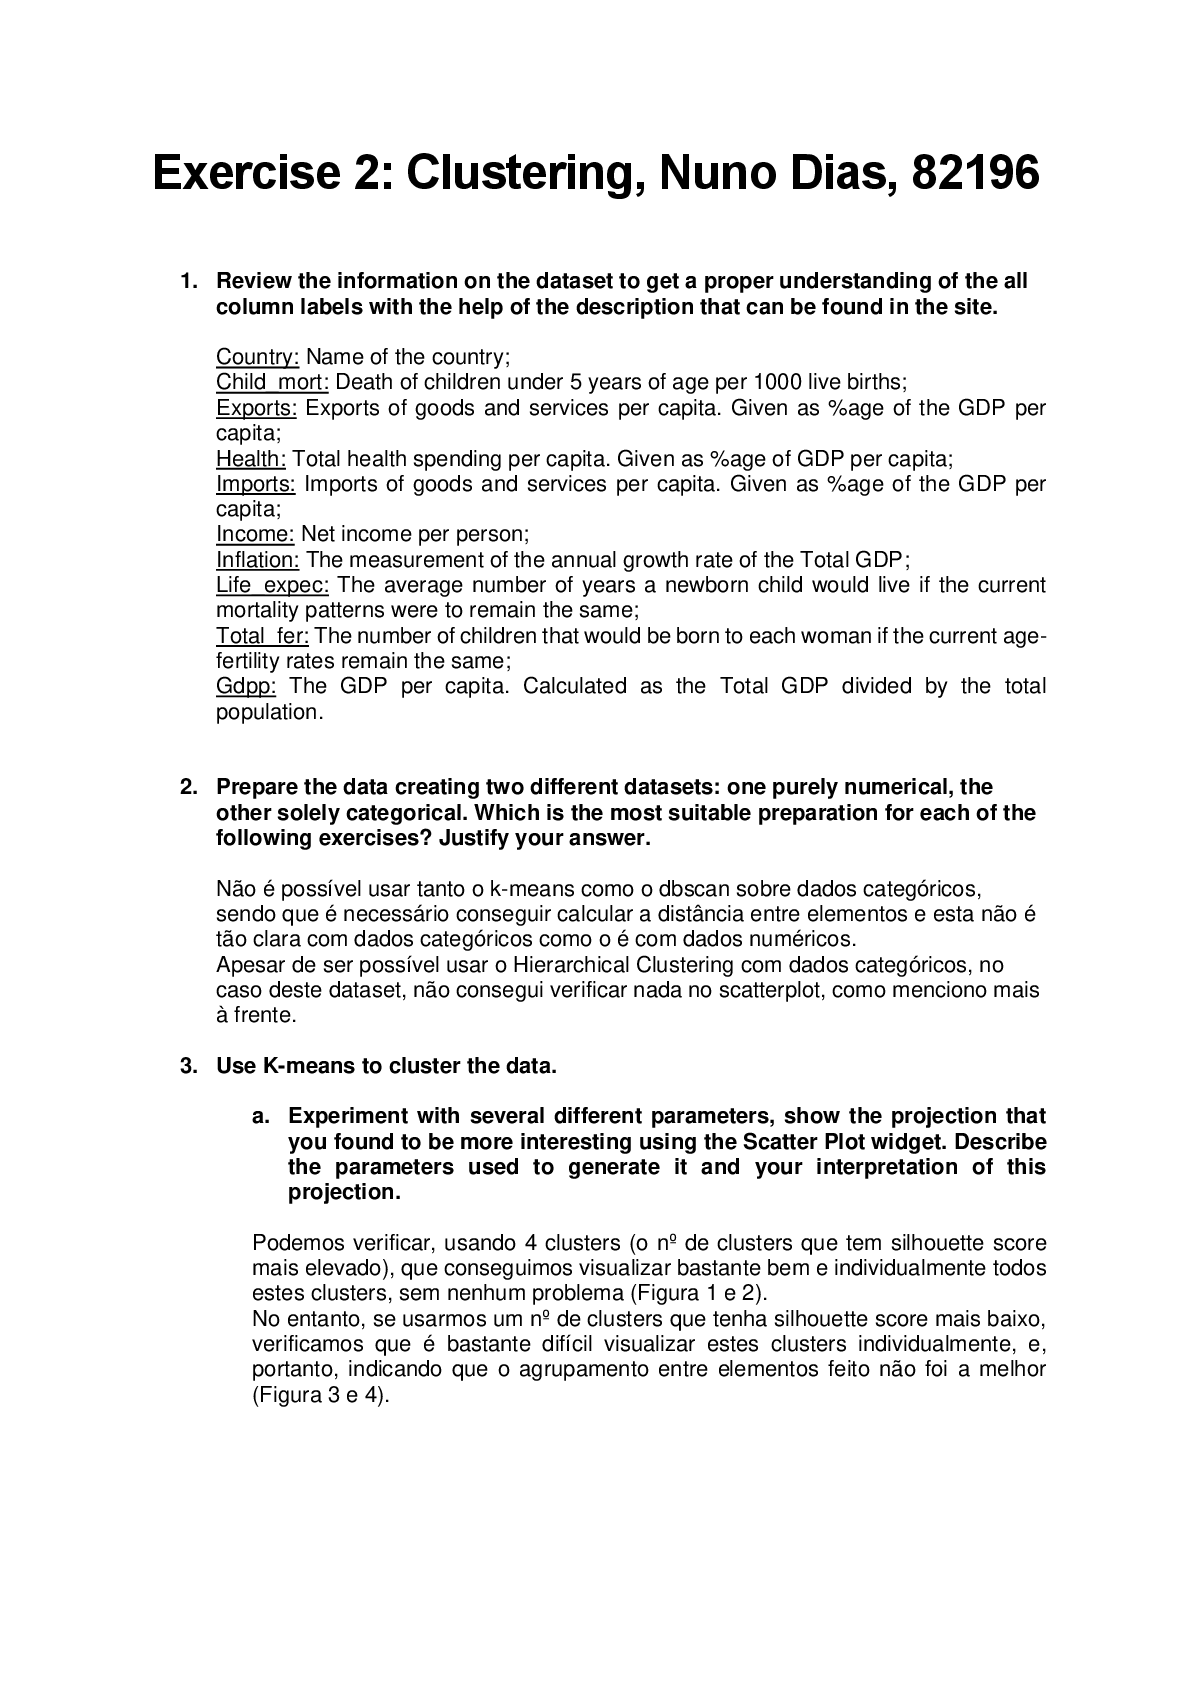 Exercise 2: Clustering, Nuno Dias, 82196
1. Review the information on the dataset to get a proper understanding of the all
column labels with the help of the description that can be found in the site.
Country: Name of the country;
Child_mort: Death of children under 5 years of age per 1000 live births;
Exports: Exports of goods and services per capita. Given as %age of the GDP per
capita;
Health: Total health spending per capita. Given as %age of GDP per capita;
Imports: Imports of goods and services per capita. Given as %age of the GDP per
capita;
Income: Net income per person;
Inflation: The measurement of the annual growth rate of the Total GDP;
Life_expec: The average number of years a newborn child would live if the current
mortality patterns were to remain the same;
Total_fer: The number of children that would be born to each woman if the current age-
fertility rates remain the same;
Gdpp: The GDP per capita. Calculated as the Total GDP divided by the total
population.
2. Prepare the data creating two different datasets: one purely numerical, the
other solely categorical. Which is the most suitable preparation for each of the
following exercises? Justify your answer.
Não é possível usar tanto o k-means como o dbscan sobre dados categóricos,
sendo que é necessário conseguir calcular a distância entre elementos e esta não é
tão clara com dados categóricos como o é com dados numéricos.
Apesar de ser possível usar o Hierarchical Clustering com dados categóricos, no
caso deste dataset, não consegui verificar nada no scatterplot, como menciono mais
à frente.
3. Use K-means to cluster the data.
a. Experiment with several different parameters, show the projection that
you found to be more interesting using the Scatter Plot widget. Describe
the parameters used to generate it and your interpretation of this
projection.
Podemos verificar, usando 4 clusters (o nº de clusters que tem silhouette score
mais elevado), que conseguimos visualizar bastante bem e individualmente todos
estes clusters, sem nenhum problema (Figura 1 e 2).
No entanto, se usarmos um nº de clusters que tenha silhouette score mais baixo,
verificamos que é bastante difícil visualizar estes clusters individualmente, e,
portanto, indicando que o agrupamento entre elementos feito não foi a melhor
(Figura 3 e 4).